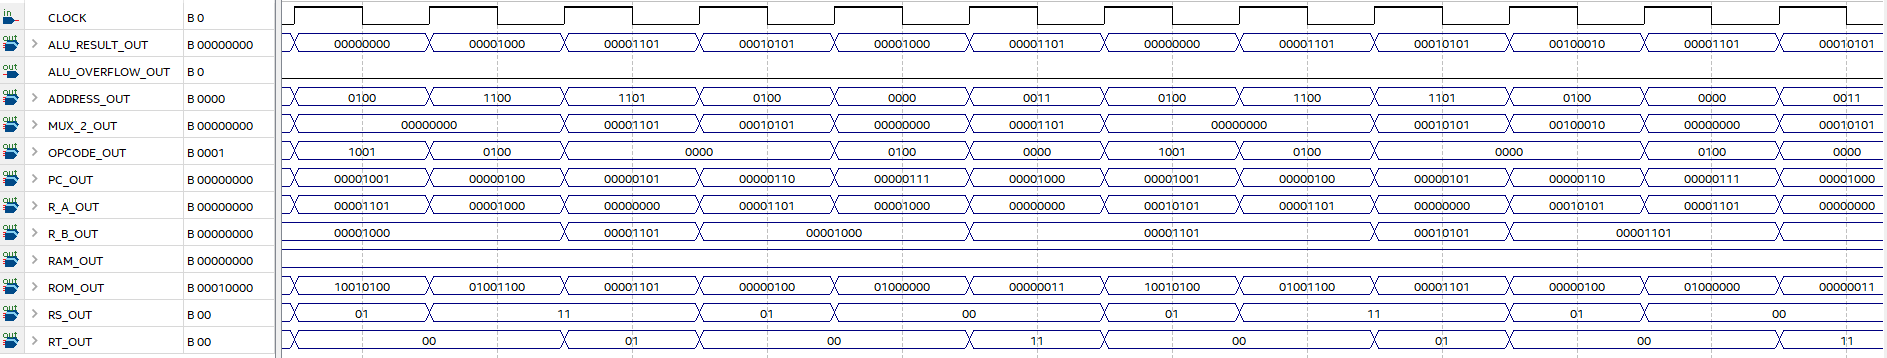 in CLOCK B 0
out ALU_RESULT_OUT B 00000000 00000000 00001000 00001101 00010101 00001000 00001101 00000000 00001101 00010101 00100010 00001101 00010101
out ALU_OVERFLOW_OUT B 0
out ADDRESS_OUT B 0000 0100 1100 1101 0100 0000 0011 0100 1100 1101 0100 0000 0011
out MUX_2_OUT B 00000000 00000000 00001101 00010101 00000000 00001101 00000000 00010101 00100010 00000000 00010101
out OPCODE_OUT B 0001 1001 0100 0000 0100 0000 1001 0100 0000 0100 0000
out PC_OUT B 00000000 00001001 00000100 00000101 00000110 00000111 00001000 00001001 00000100 00000101 00000110 00000111 00001000
out R_A_OUT B 00000000 00001101 00001000 00000000 00001101 00001000 00000000 00010101 00001101 00000000 00010101 00001101 00000000
out R_B_OUT B 00000000 00001000 00001101 00001000 00001101 00010101 00001101
out RAM_OUT B 00000000
out ROM_OUT B 00010000 10010100 01001100 00001101 00000100 01000000 00000011 10010100 01001100 00001101 00000100 01000000 00000011
out RS_OUT B 00 01 11 01 00 01 11 01 00
out RT_OUT B 00 00 01 00 11 00 01 00 11